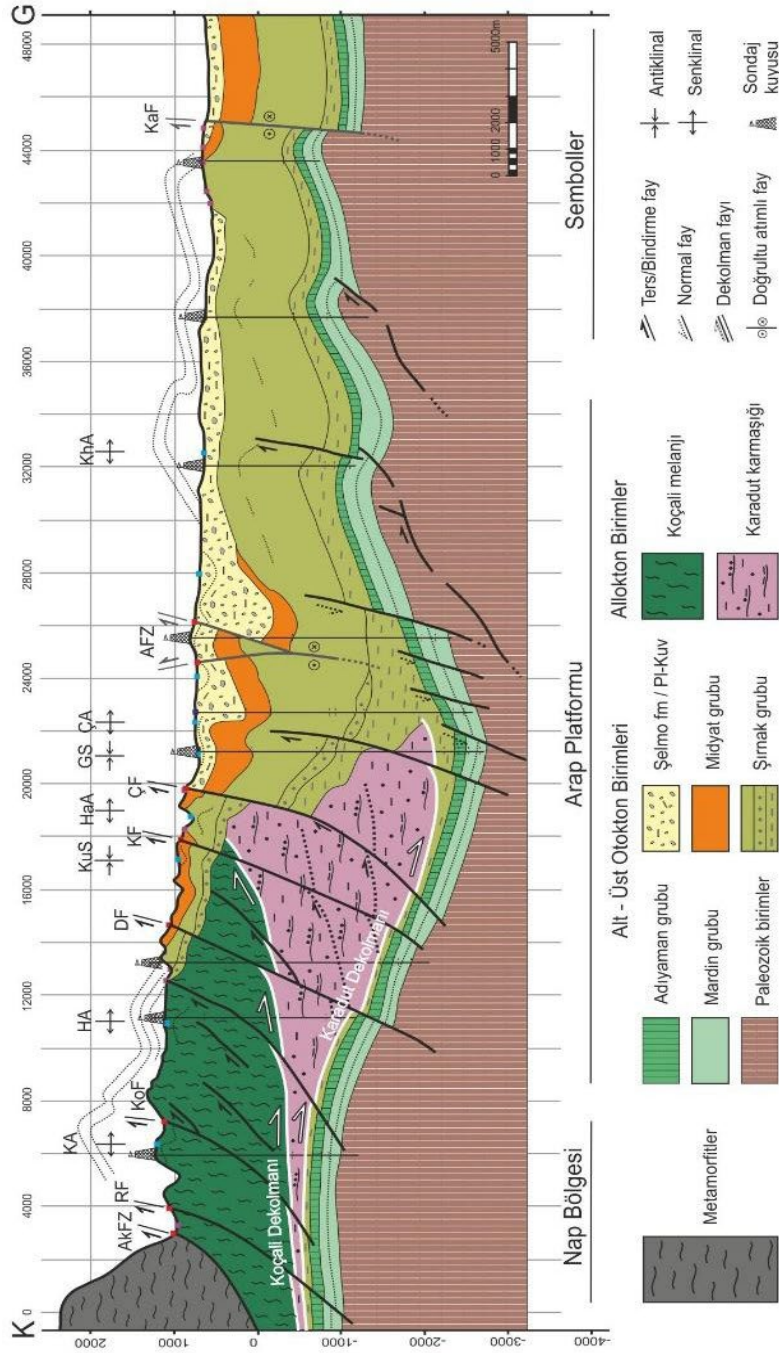 K
G
0
4000
8000
12000
16000
20000
24000
28000
32000
36000
40000
44000
48000
AkFZ
RF
KA
KoF
HA
DF
KuS
KF
HaA
ÇF
GS
ÇA
AFZ
KhA
KaF
2000
1000
0
-1000
-2000
-3000
-4000
Koçali Dekolmanı
Karadut Dekolmanı
0 1000 2000 5000m
Nap Bölgesi
Arap Platformu
Semboller
Metamorfitler
Alt - Üst Otokton Birimleri
Adıyaman grubu
Mardin grubu
Paleozoik birimler
Şelmo fm / Pl-Kuv
Midyat grubu
Şırnak grubu
Allokton Birimler
Koçali melanjı
Karadut karmaşığı
Ters/Bindirme fay
Normal fay
Dekolman fayı
Doğrultu atımlı fay
Antiklinal
Senklinal
Sondaj
kuyusu